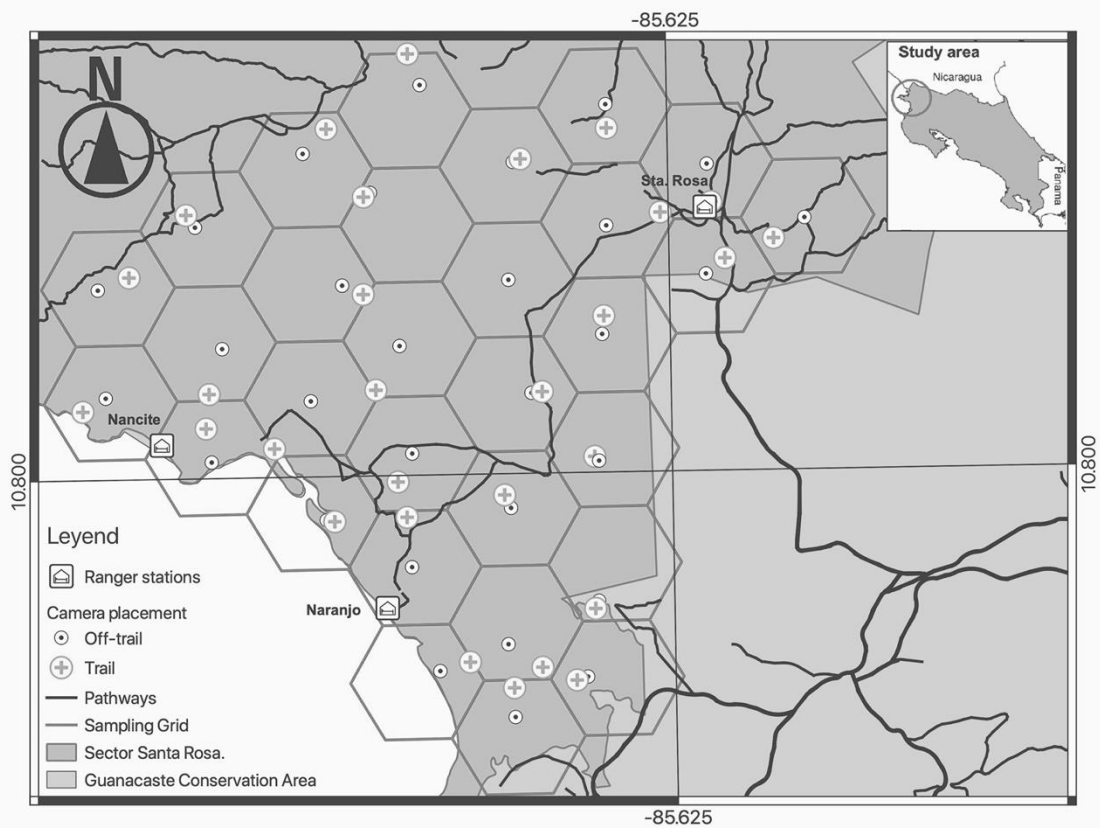 -85.625
N
Study area
Nicaragua
Panama
Sta. Rosa
Nancite
10.800
10.800
Leyend
Ranger stations
Naranjo
Camera placement
Off-trail
Trail
Pathways
Sampling Grid
Sector Santa Rosa.
Guanacaste Conservation Area
-85.625